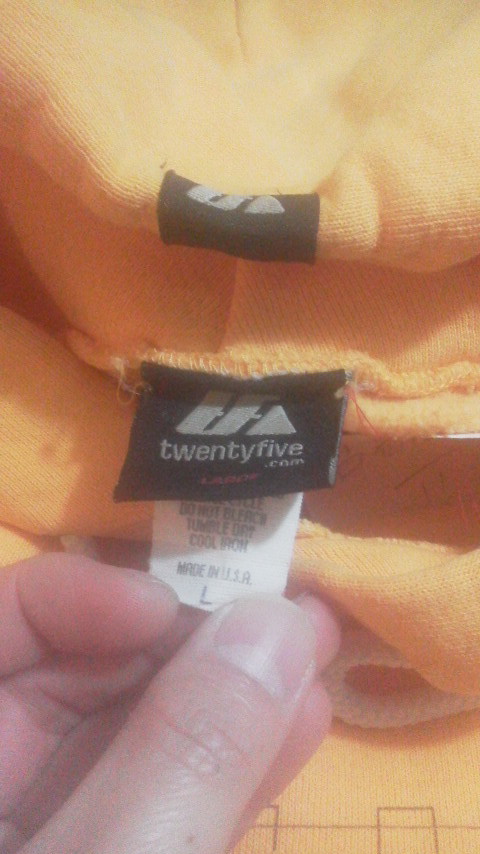 twentyfive
.com
LARGE
DO NOT BLEACH
TUMBLE DRY
COOL IRON
MADE IN U.S.A.
L